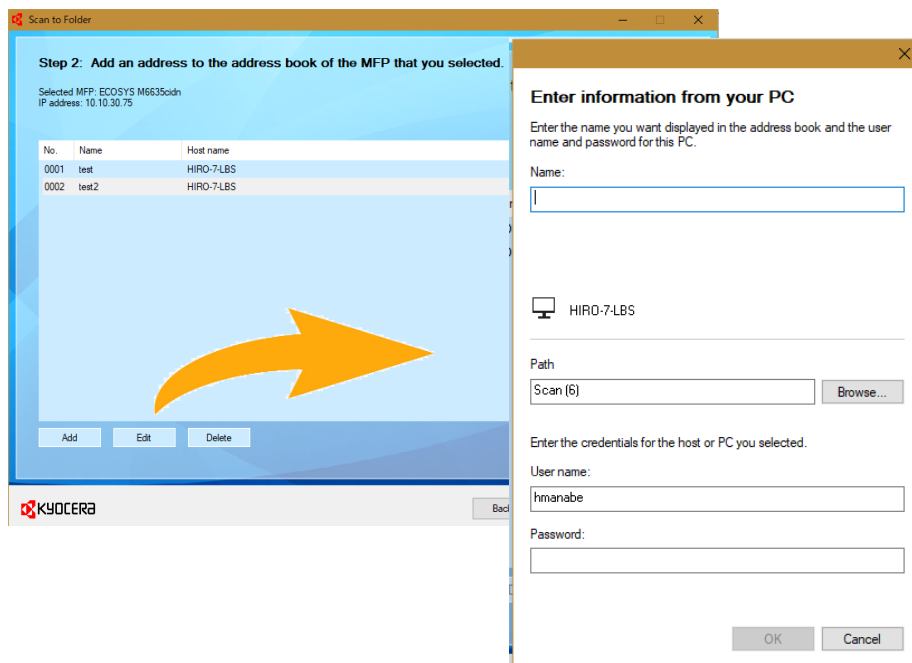 Scan to Folder
Step 2: Add an address to the address book of the MFP that you selected.
Selected MFP: ECOSYS M6635cidn
IP address: 10.10.30.75
No. Name Host name
0001 test HIRO-7-LBS
0002 test2 HIRO-7-LBS
Add Edit Delete
KYOCERA
Enter information from your PC
Enter the name you want displayed in the address book and the user
name and password for this PC.
Name:
HIRO-7-LBS
Path
Scan (6) Browse...
Enter the credentials for the host or PC you selected.
User name:
hmanabe
Password:
OK Cancel